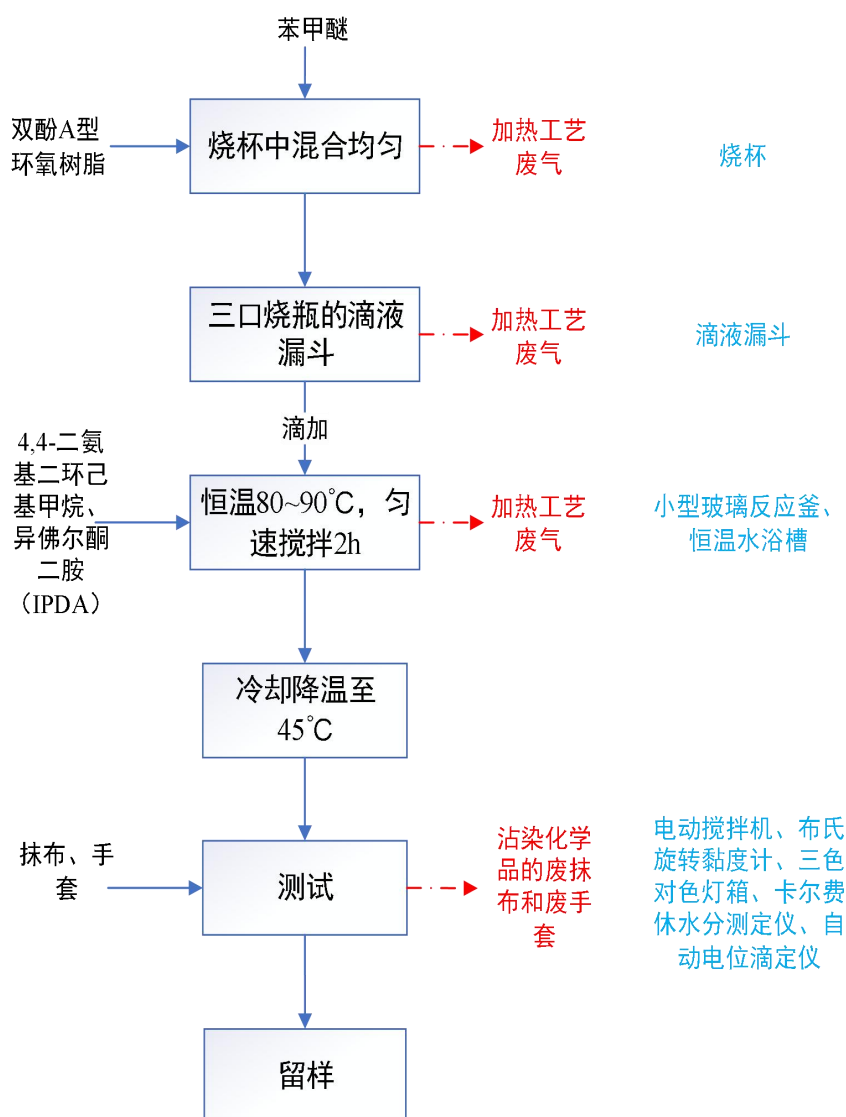 苯甲醚
双酚A型
环氧树脂
烧杯中混合均匀
加热工艺
废气
烧杯
三口烧瓶的滴液
漏斗
加热工艺
废气
滴液漏斗
滴加
4,4-二氨
基二环己
基甲烷、
异佛尔酮
二胺
（IPDA）
恒温80~90℃，匀
速搅拌2h
加热工艺
废气
小型玻璃反应釜、
恒温水浴槽
冷却降温至
45℃
抹布、手
套
测试
沾染化学
品的废抹
布和废手
套
电动搅拌机、布氏
旋转黏度计、三色
对色灯箱、卡尔费
休水分测定仪、自
动电位滴定仪
留样